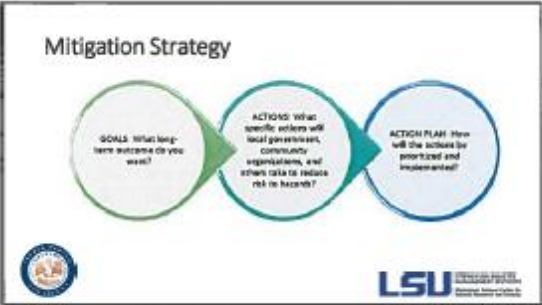 Mitigation Strategy
GOALS: What long-
term outcome do you
want?
ACTIONS: What
specific actions will
local government,
community
organizations, and
others take to reduce
risk to hazards?
ACTION PLAN: How
will the actions be
prioritized and
implemented?
LSU